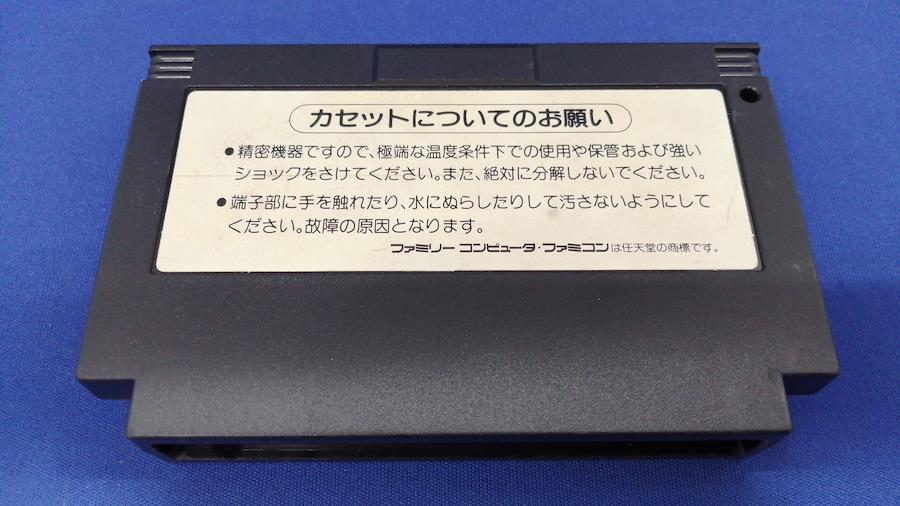 カセットについてのお願い
●精密機器ですので、極端な温度条件下での使用や保管および強い
ショックをさけてください。また、絶対に分解しないでください。
●端子部に手を触れたり、水にぬらしたりして汚さないようにして
ください。故障の原因となります。
ファミリー コンピュータ・ファミコンは任天堂の商標です。